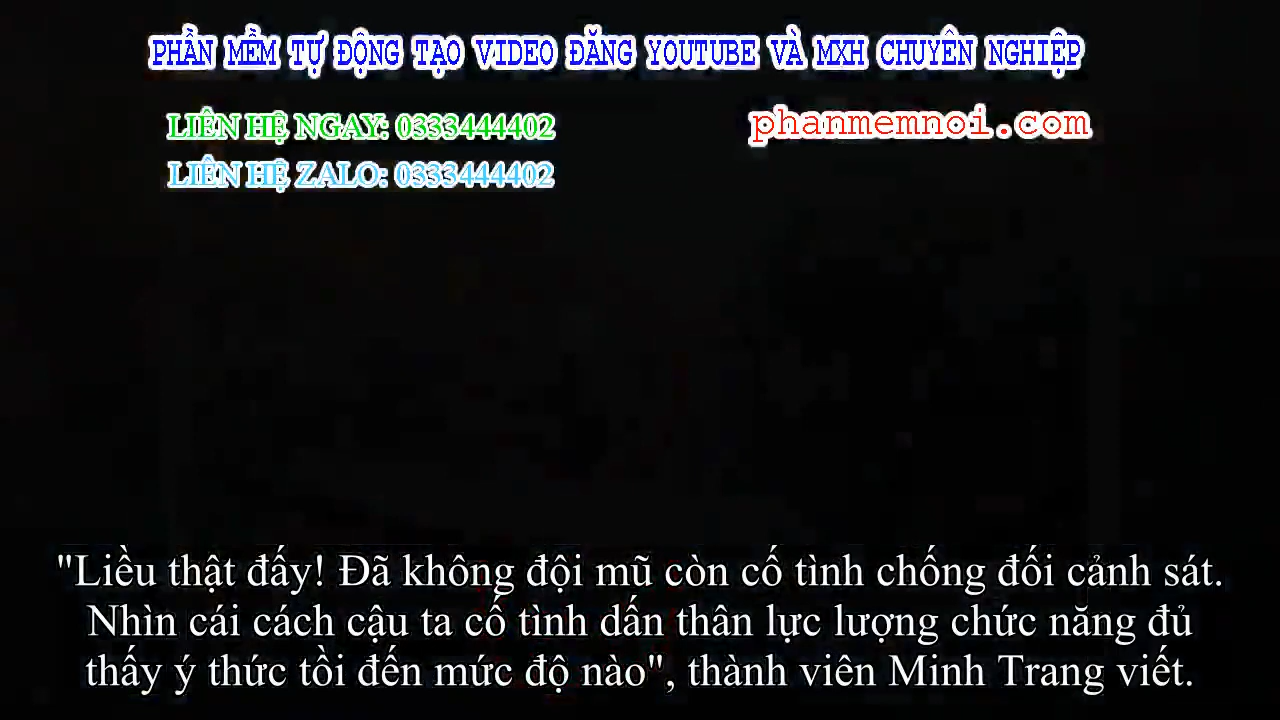 PHẦN MỀM TỰ ĐỘNG TẠO VIDEO ĐĂNG YOUTUBE VÀ MXH CHUYÊN NGHIỆP
LIÊN HỆ NGAY: 0333444402
phanmemnoi.com
LIÊN HỆ ZALO: 0333444402
"Liều thật đấy! Đã không đội mũ còn cố tình chống đối cảnh sát.
Nhìn cái cách cậu ta cố tình dấn thân lực lượng chức năng đủ
thấy ý thức tồi đến mức độ nào", thành viên Minh Trang viết.